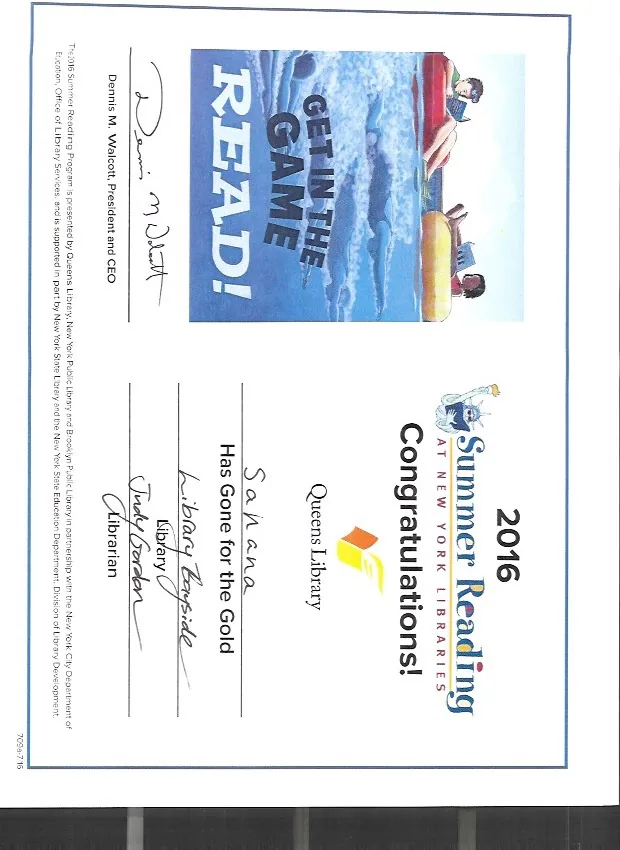 GET IN THE
GAME
READ!
Dennis M. Walcott
Dennis M. Walcott, President and CEO
2016
Summer Reading
AT NEW YORK LIBRARIES
Congratulations!
Queens Library
Sahana
Has Gone for the Gold
Library Bayside
Library
Judy Gordon
Librarian
The 2016 Summer Reading Program is presented by Queens Library, New York Public Library and Brooklyn Public Library in partnership with the New York City Department of
Education, Office of Library Services, and is supported in part by New York State Library and the New York State Education Department, Division of Library Development.
709a-7.16